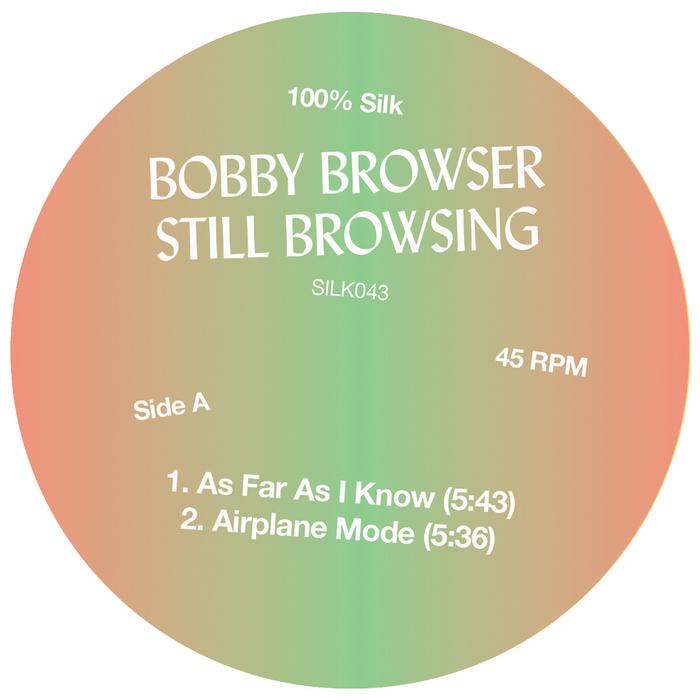 100% Silk
BOBBY BROWSER
STILL BROWSING
SILK043
45 RPM
Side A
1. As Far As I Know (5:43)
2. Airplane Mode (5:36)